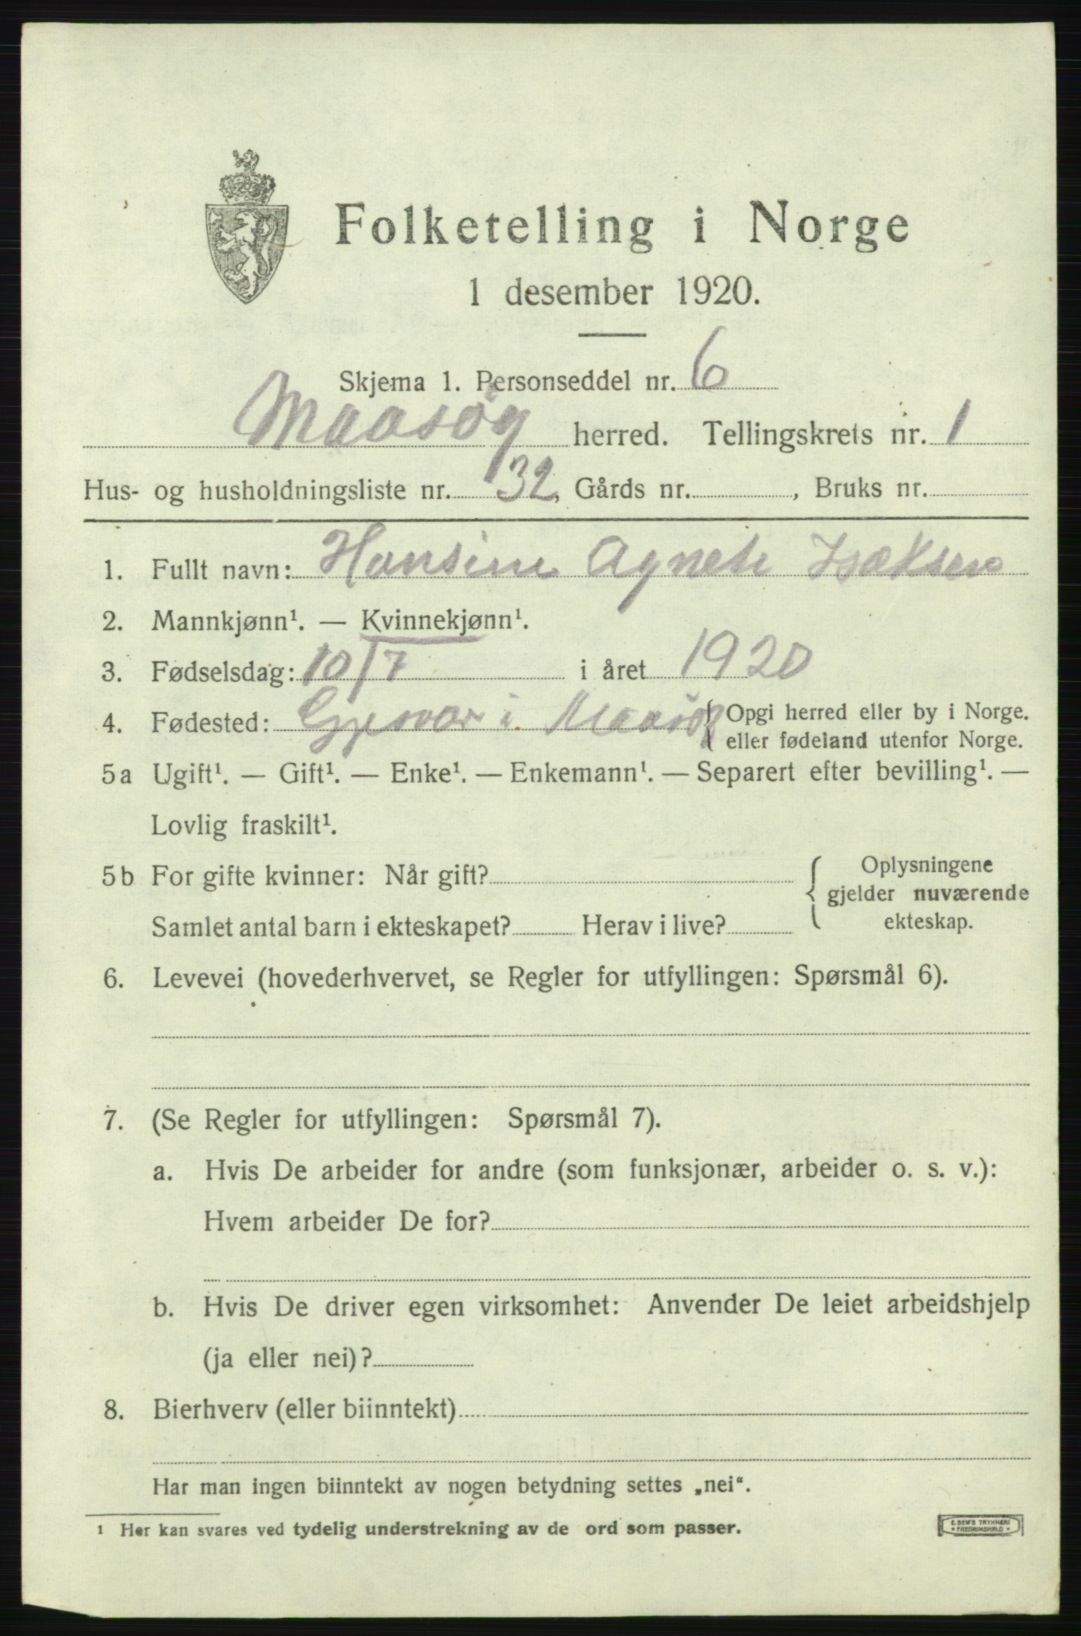 Folketelling i Norge
1 desember 1920.
Skjema 1. Personseddel nr. 6
Maasøy herred. Tellingskrets nr. 1
Hus- og husholdningsliste nr. 32, Gårds nr. , Bruks nr.
1. Fullt navn: Hansine Agnete Isaksen
2. Mannkjønn¹. — Kvinnekjønn¹.
3. Fødselsdag: 10/7 i året 1920
4. Fødested: Gjesvær i Maasøy { Opgi herred eller by i Norge.
eller fødeland utenfor Norge.
5a Ugift¹. — Gift¹. — Enke¹. — Enkemann¹. — Separert efter bevilling¹. —
Lovlig fraskilt¹.
5b For gifte kvinner: Når gift? { Oplysningene
gjelder nuværende
Samlet antal barn i ekteskapet? Herav i live? ekteskap.
6. Levevei (hovederhvervet, se Regler for utfyllingen: Spørsmål 6).
7. (Se Regler for utfyllingen: Spørsmål 7).
a. Hvis De arbeider for andre (som funksjonær, arbeider o. s. v.):
Hvem arbeider De for?
b. Hvis De driver egen virksomhet: Anvender De leiet arbeidshjelp
(ja eller nei)?
8. Bierhverv (eller biinntekt)
Har man ingen biinntekt av nogen betydning settes „nei“.
¹ Her kan svares ved tydelig understrekning av de ord som passer.